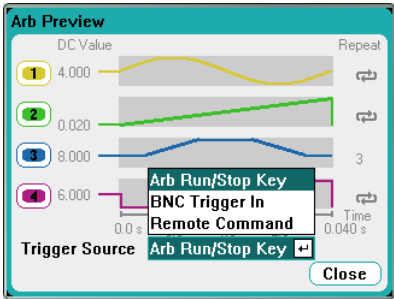 Arb Preview
DC Value Repeat
1 4.000
2 0.020
3 8.000 3
4 6.000
Arb Run/Stop Key
BNC Trigger In
Remote Command
0.0 s Time
0.040 s
Trigger Source Arb Run/Stop Key
Close